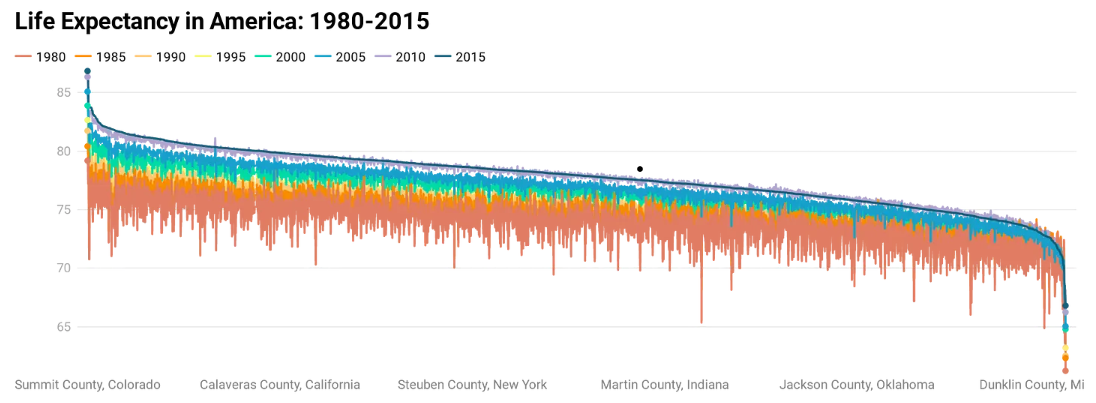 Life Expectancy in America: 1980-2015
1980 1985 1990 1995 2000 2005 2010 2015
85
80
75
70
65
Summit County, Colorado Calaveras County, California Steuben County, New York Martin County, Indiana Jackson County, Oklahoma Dunklin County, Mi